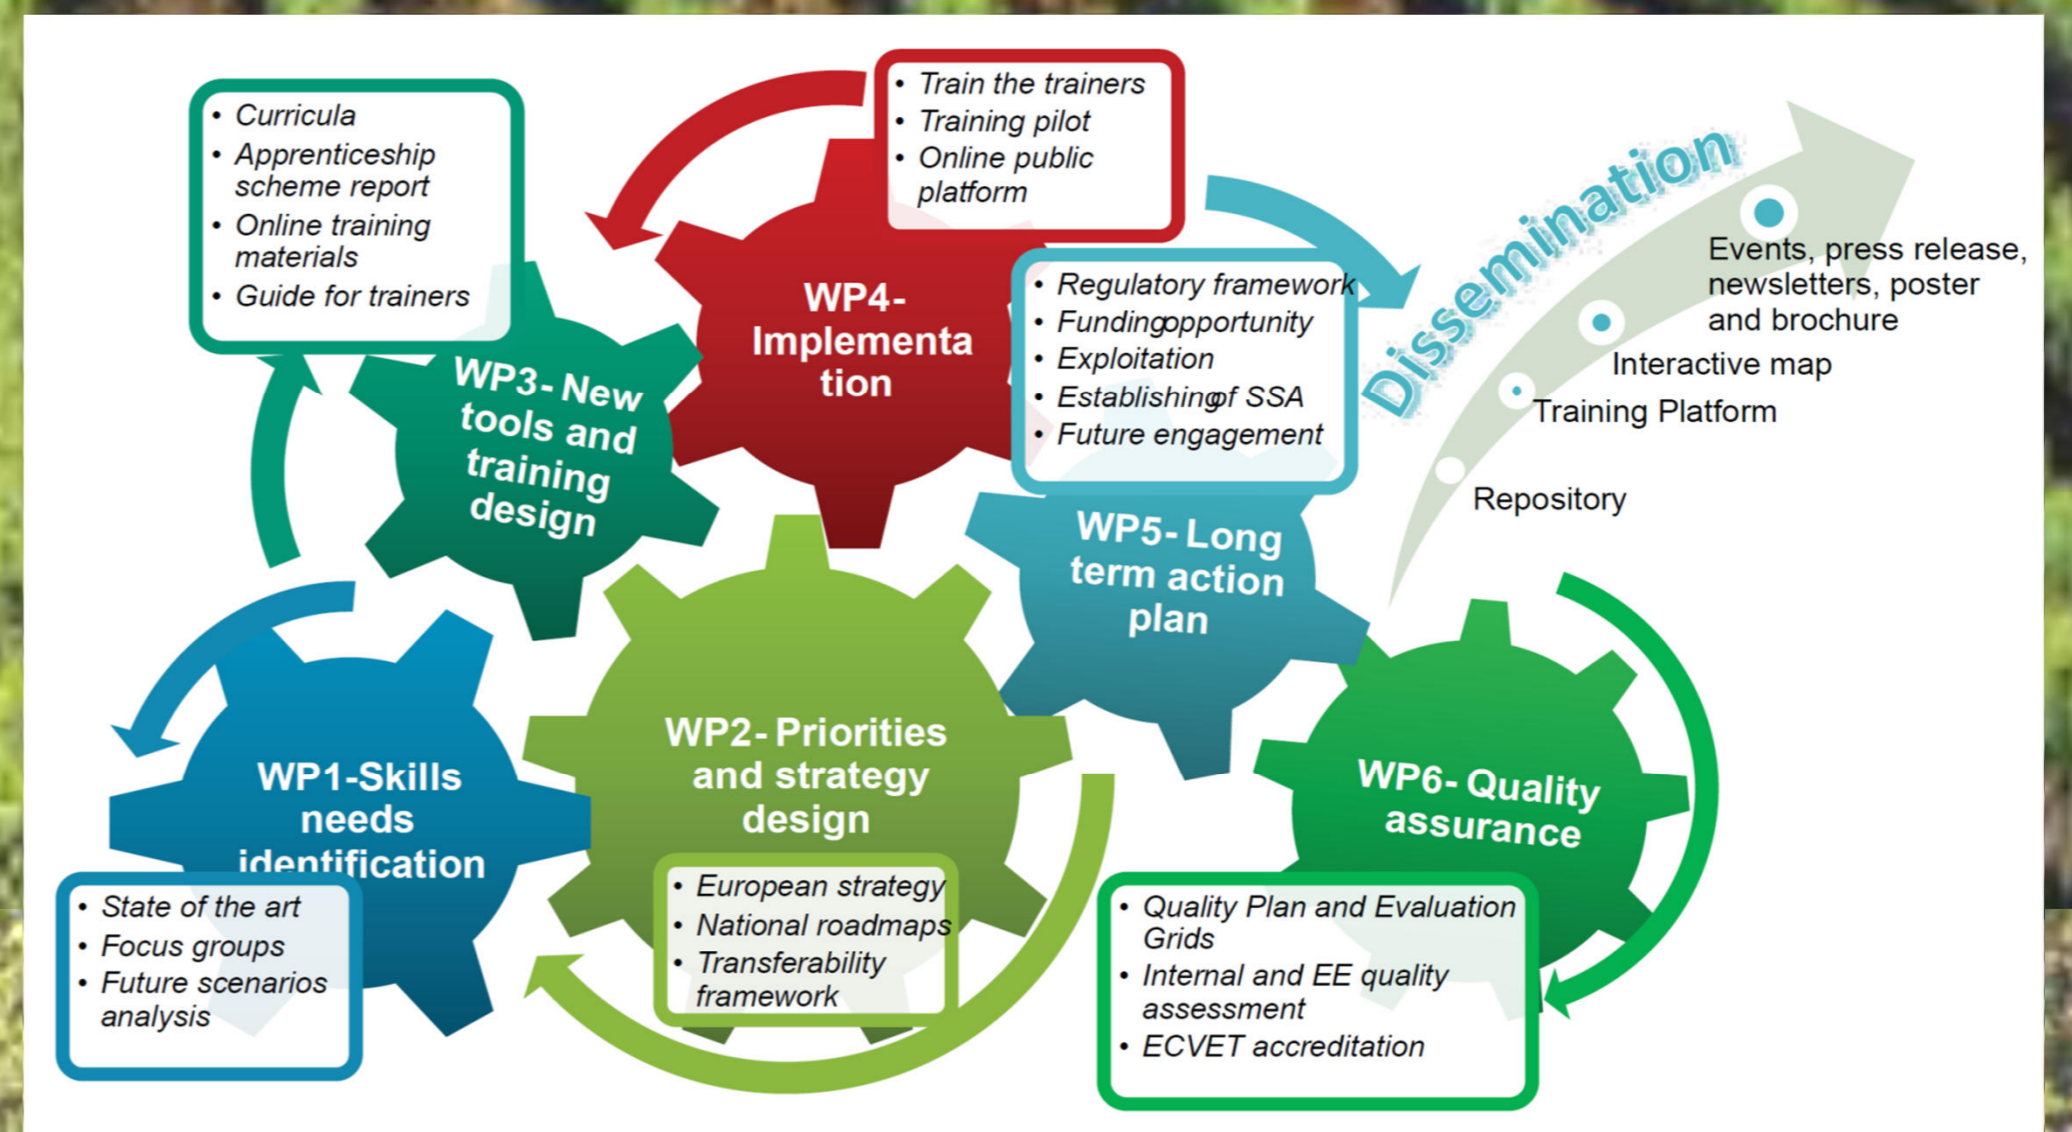 • Curricula
• Apprenticeship
scheme report
• Online training
materials
• Guide for trainers
WP3- New
tools and
training
design
• Train the trainers
• Training pilot
• Online public
platform
WP4-
Implementa
tion
• Regulatory framework
• Funding opportunity
• Exploitation
• Establishing of SSA
• Future engagement
WP5- Long
term action
plan
Dissemination
Events, press release,
newsletters, poster
and brochure
Interactive map
Training Platform
Repository
WP1-Skills
needs
identification
• State of the art
• Focus groups
• Future scenarios
analysis
WP2- Priorities
and strategy
design
• European strategy
• National roadmaps
• Transferability
framework
WP6- Quality
assurance
• Quality Plan and Evaluation
Grids
• Internal and EE quality
assessment
• ECVET accreditation